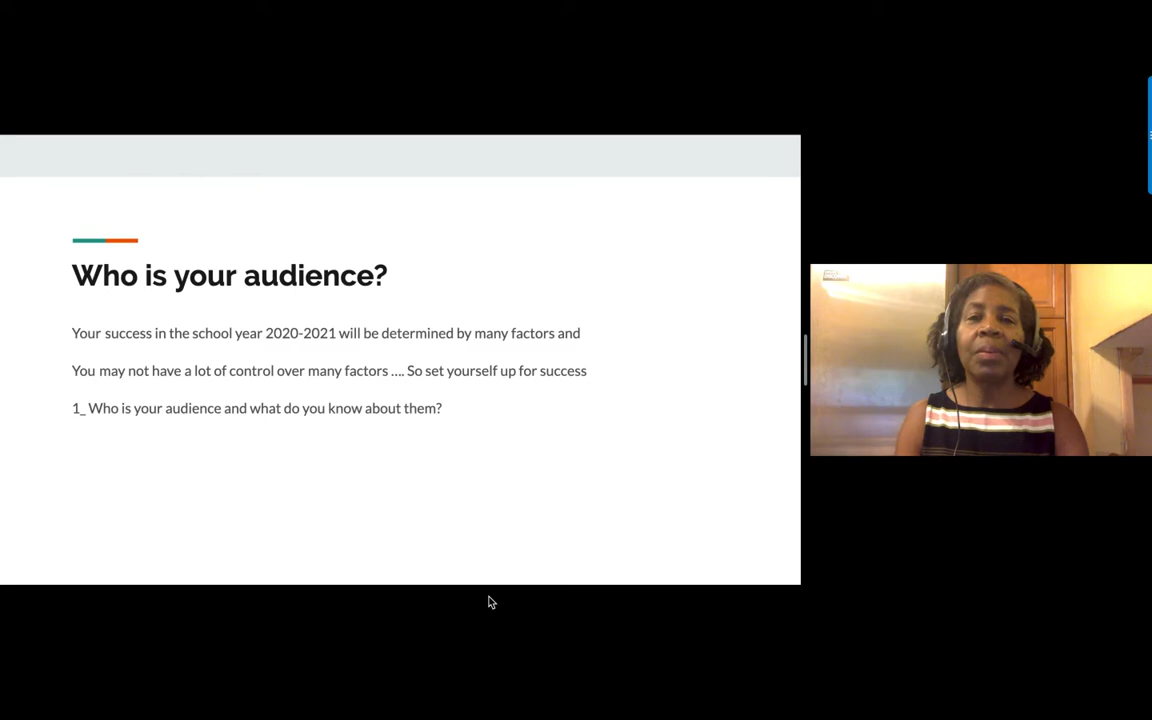 Who is your audience?
Your success in the school year 2020-2021 will be determined by many factors and
You may not have a lot of control over many factors .... So set yourself up for success
1_ Who is your audience and what do you know about them?